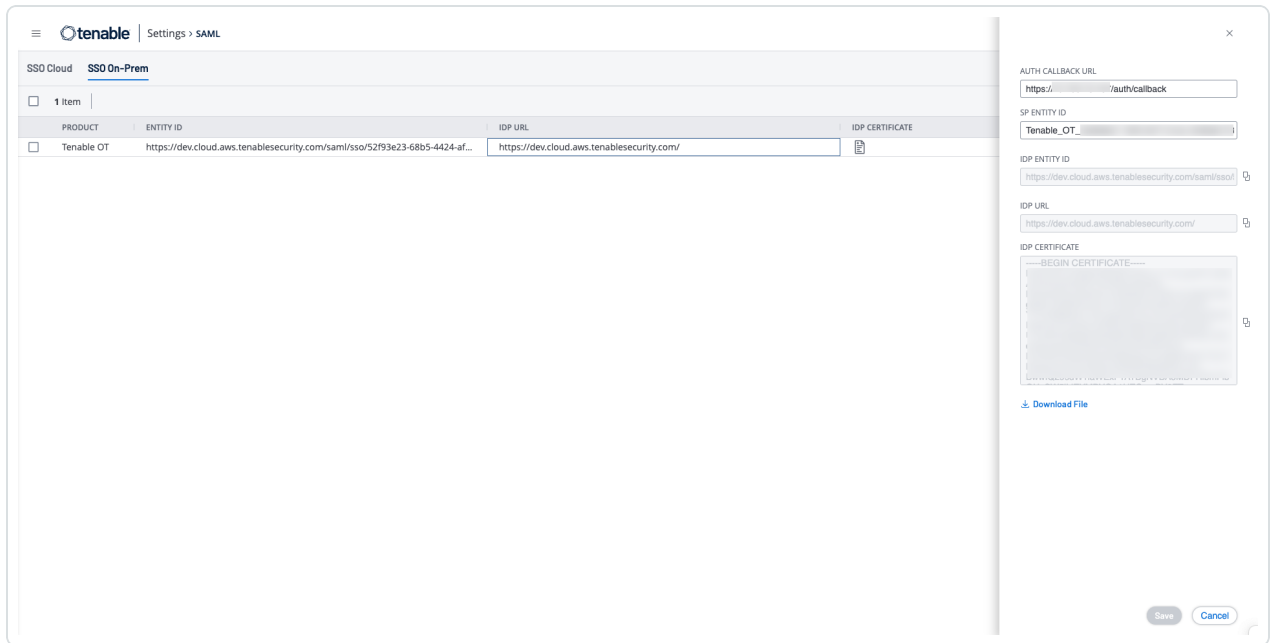 tenable
Settings > SAML
SSO Cloud SSO On-Prem
1 Item
PRODUCT ENTITY ID IDP URL IDP CERTIFICATE
Tenable OT https://dev.cloud.aws.tenablesecurity.com/saml/sso/52f93e23-68b5-4424-af... https://dev.cloud.aws.tenablesecurity.com/
AUTH CALLBACK URL
https:// /auth/callback
SP ENTITY ID
Tenable_OT_
IDP ENTITY ID
https://dev.cloud.aws.tenablesecurity.com/saml/sso/
IDP URL
https://dev.cloud.aws.tenablesecurity.com/
IDP CERTIFICATE
-----BEGIN CERTIFICATE-----
Download File
Save Cancel